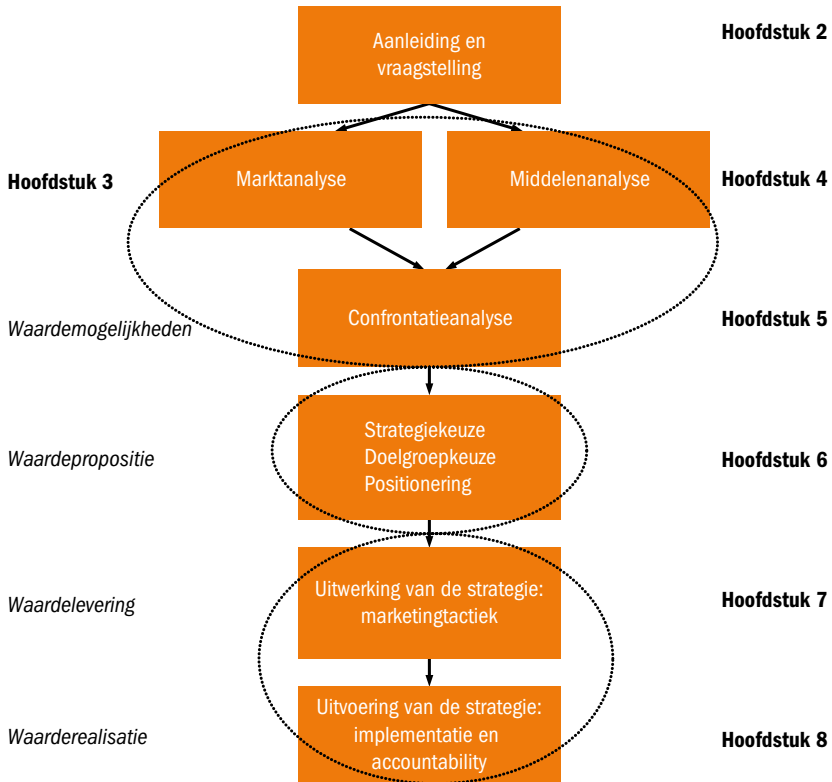 Aanleiding en
vraagstelling
Hoofdstuk 2
Hoofdstuk 3
Marktanalyse
Middelenanalyse
Hoofdstuk 4
Waardemogelijkheden
Confrontatieanalyse
Hoofdstuk 5
Waardepropositie
Strategiekeuze
Doelgroepkeuze
Positionering
Hoofdstuk 6
Waardelevering
Uitwerking van de strategie:
marketingtactiek
Hoofdstuk 7
Waarderealisatie
Uitvoering van de strategie:
implementatie en
accountability
Hoofdstuk 8